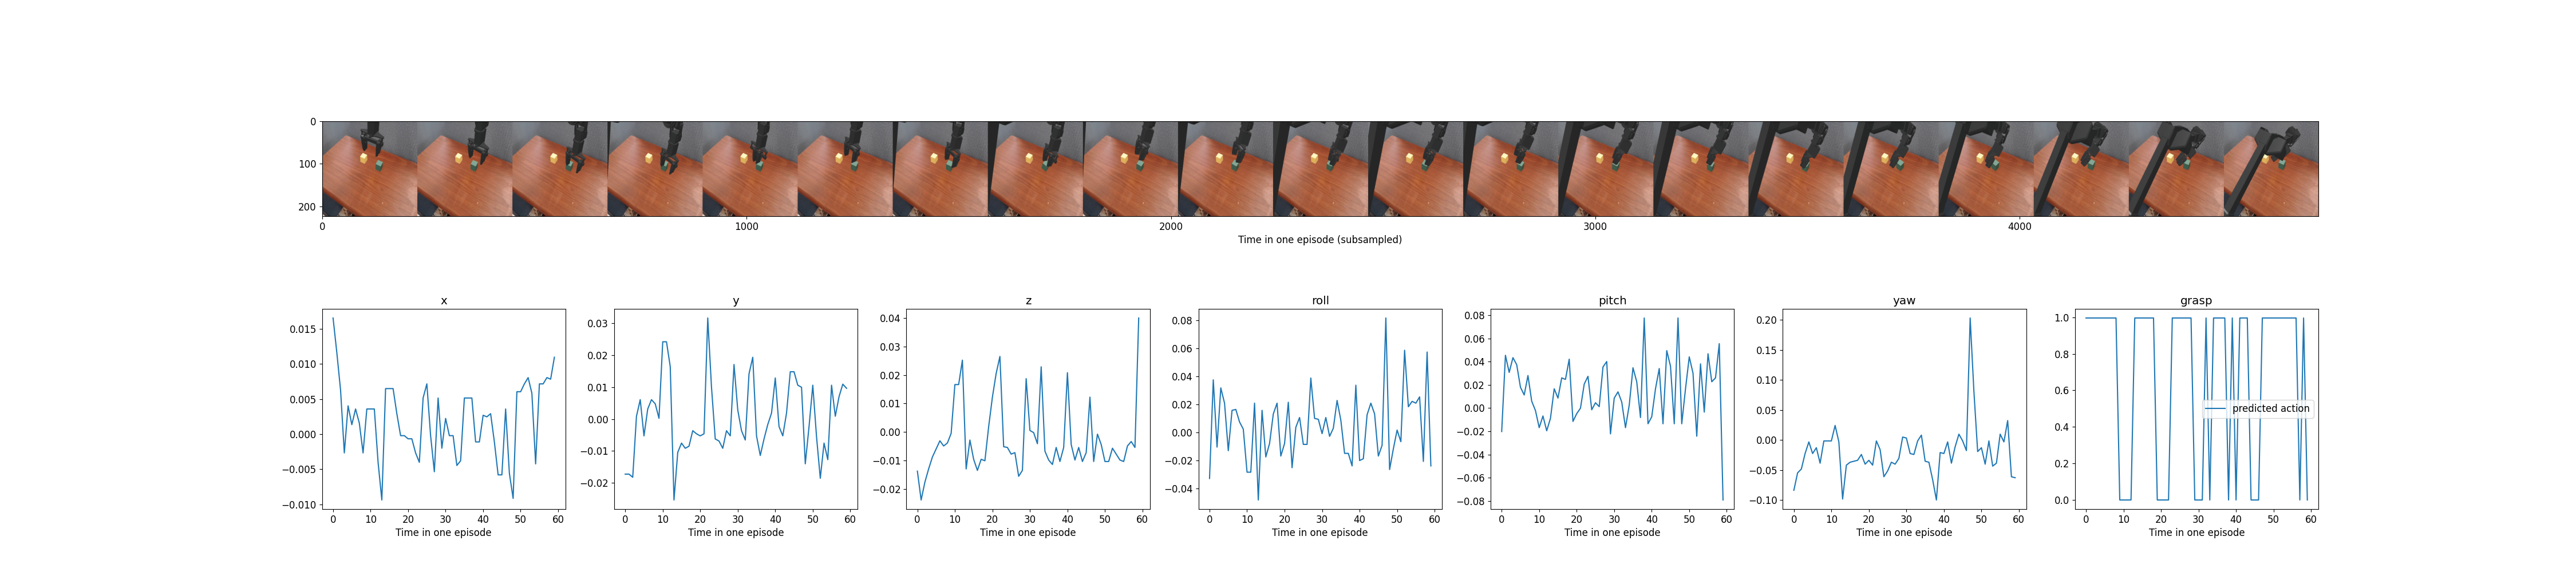 0
100
200
0 1000 2000 3000 4000
Time in one episode (subsampled)
x
0.015
0.010
0.005
0.000
−0.005
−0.010
0 10 20 30 40 50 60
Time in one episode
y
0.03
0.02
0.01
0.00
−0.01
−0.02
0 10 20 30 40 50 60
Time in one episode
z
0.04
0.03
0.02
0.01
0.00
−0.01
−0.02
0 10 20 30 40 50 60
Time in one episode
roll
0.08
0.06
0.04
0.02
0.00
−0.02
−0.04
0 10 20 30 40 50 60
Time in one episode
pitch
0.08
0.06
0.04
0.02
0.00
−0.02
−0.04
−0.06
−0.08
0 10 20 30 40 50 60
Time in one episode
yaw
0.20
0.15
0.10
0.05
0.00
−0.05
−0.10
0 10 20 30 40 50 60
Time in one episode
grasp
1.0
0.8
0.6
0.4
0.2
0.0
predicted action
0 10 20 30 40 50 60
Time in one episode